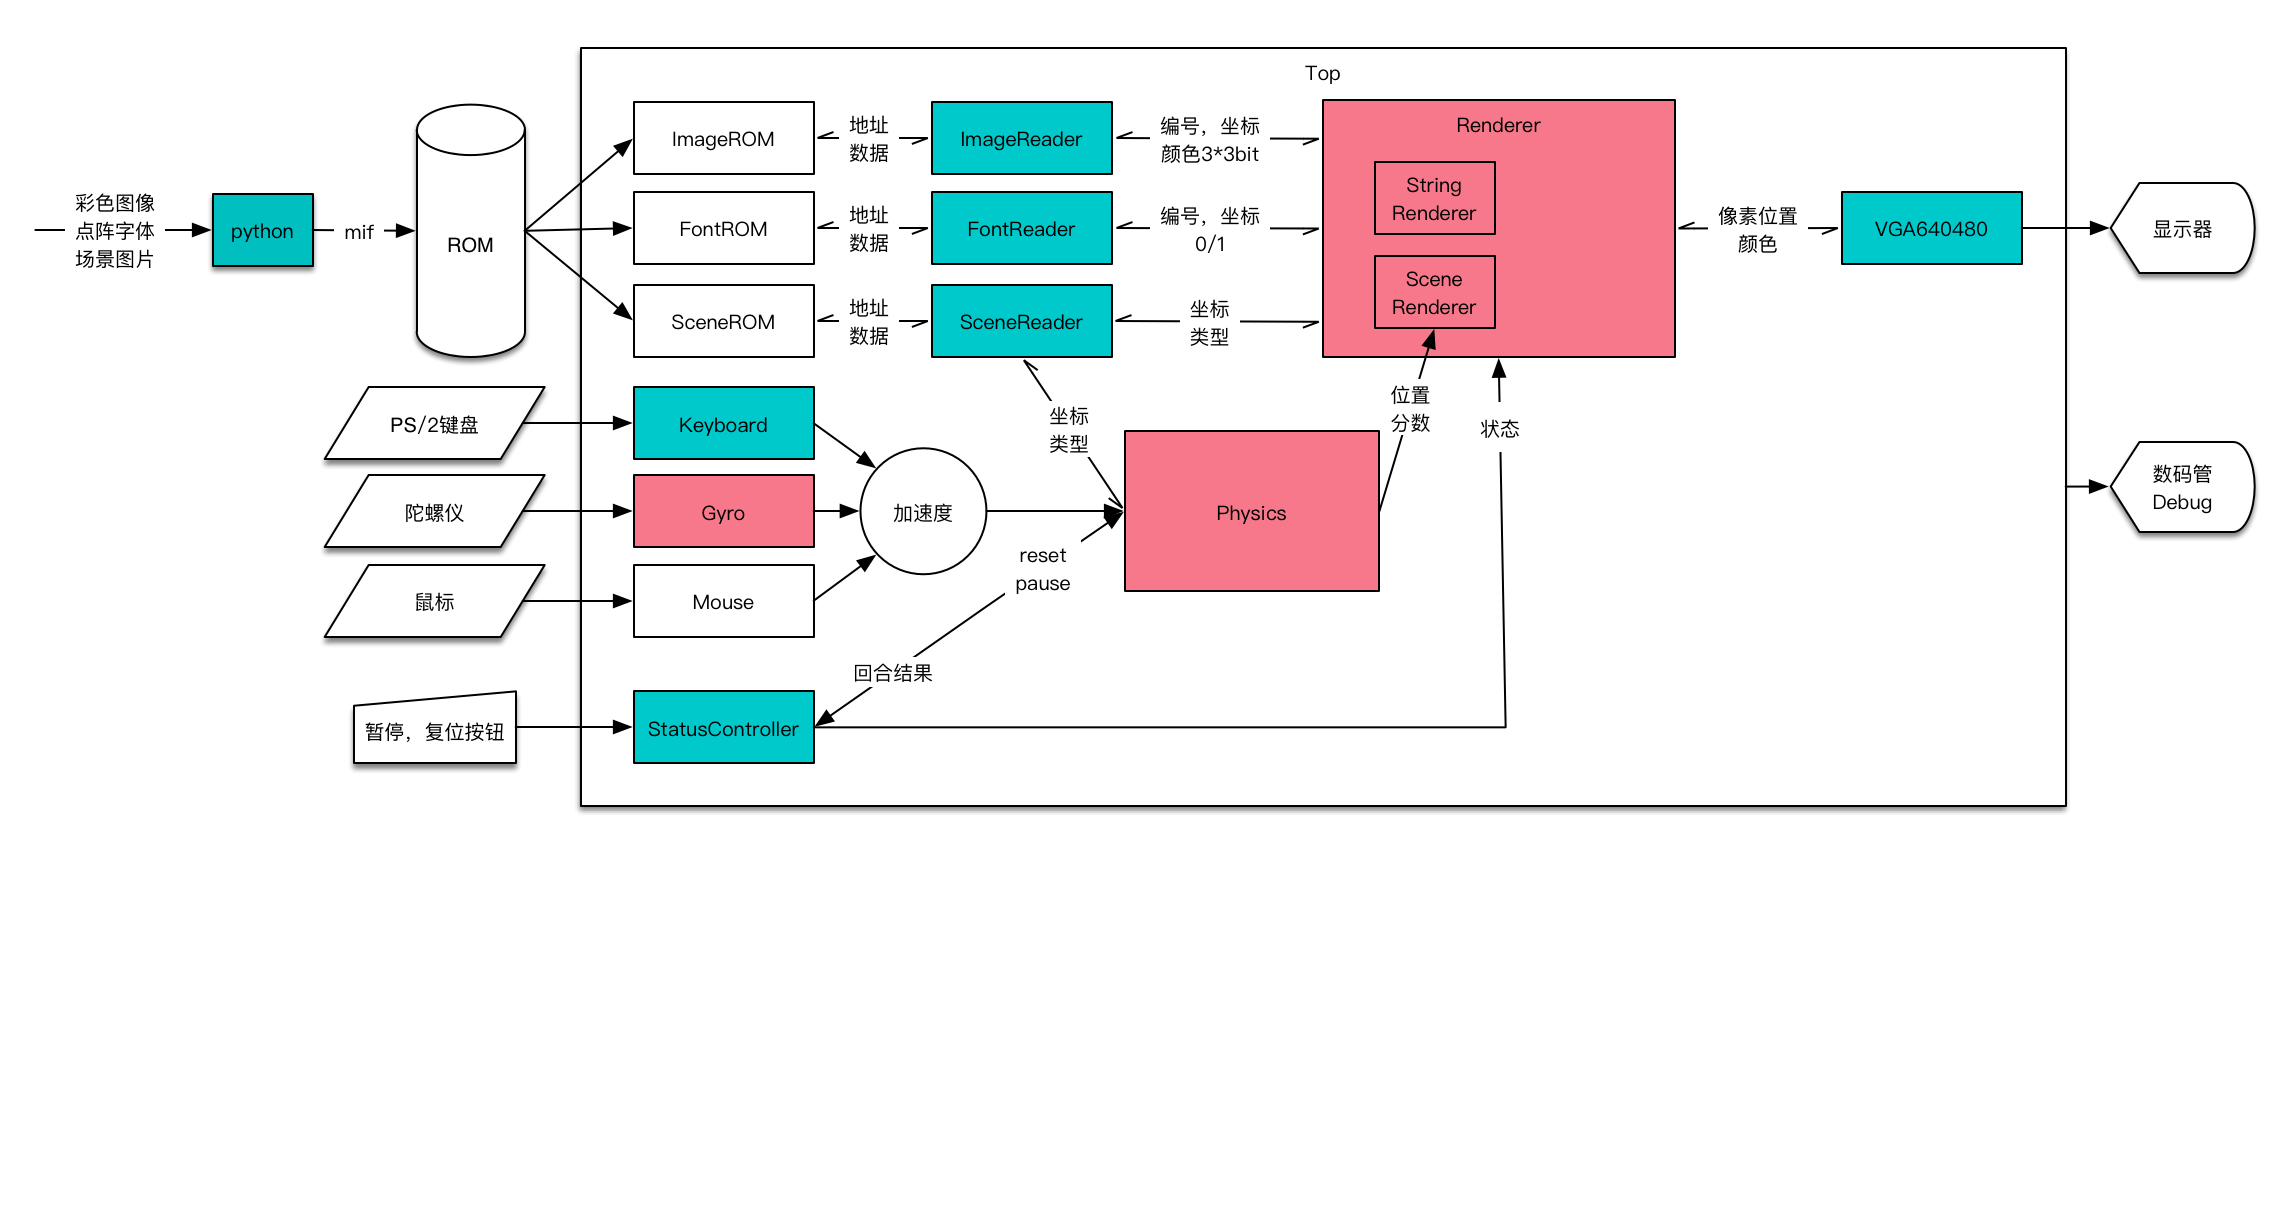 Top
彩色图像
点阵字体
场景图片
python
mif
ROM
ImageROM
地址
数据
ImageReader
编号，坐标
颜色3*3bit
Renderer
String
Renderer
Scene
Renderer
FontROM
地址
数据
FontReader
编号，坐标
0/1
像素位置
颜色
VGA640480
显示器
SceneROM
地址
数据
SceneReader
坐标
类型
PS/2键盘
Keyboard
坐标
类型
位置
分数
状态
陀螺仪
Gyro
加速度
Physics
数码管
Debug
reset
pause
鼠标
Mouse
回合结果
暂停，复位按钮
StatusController